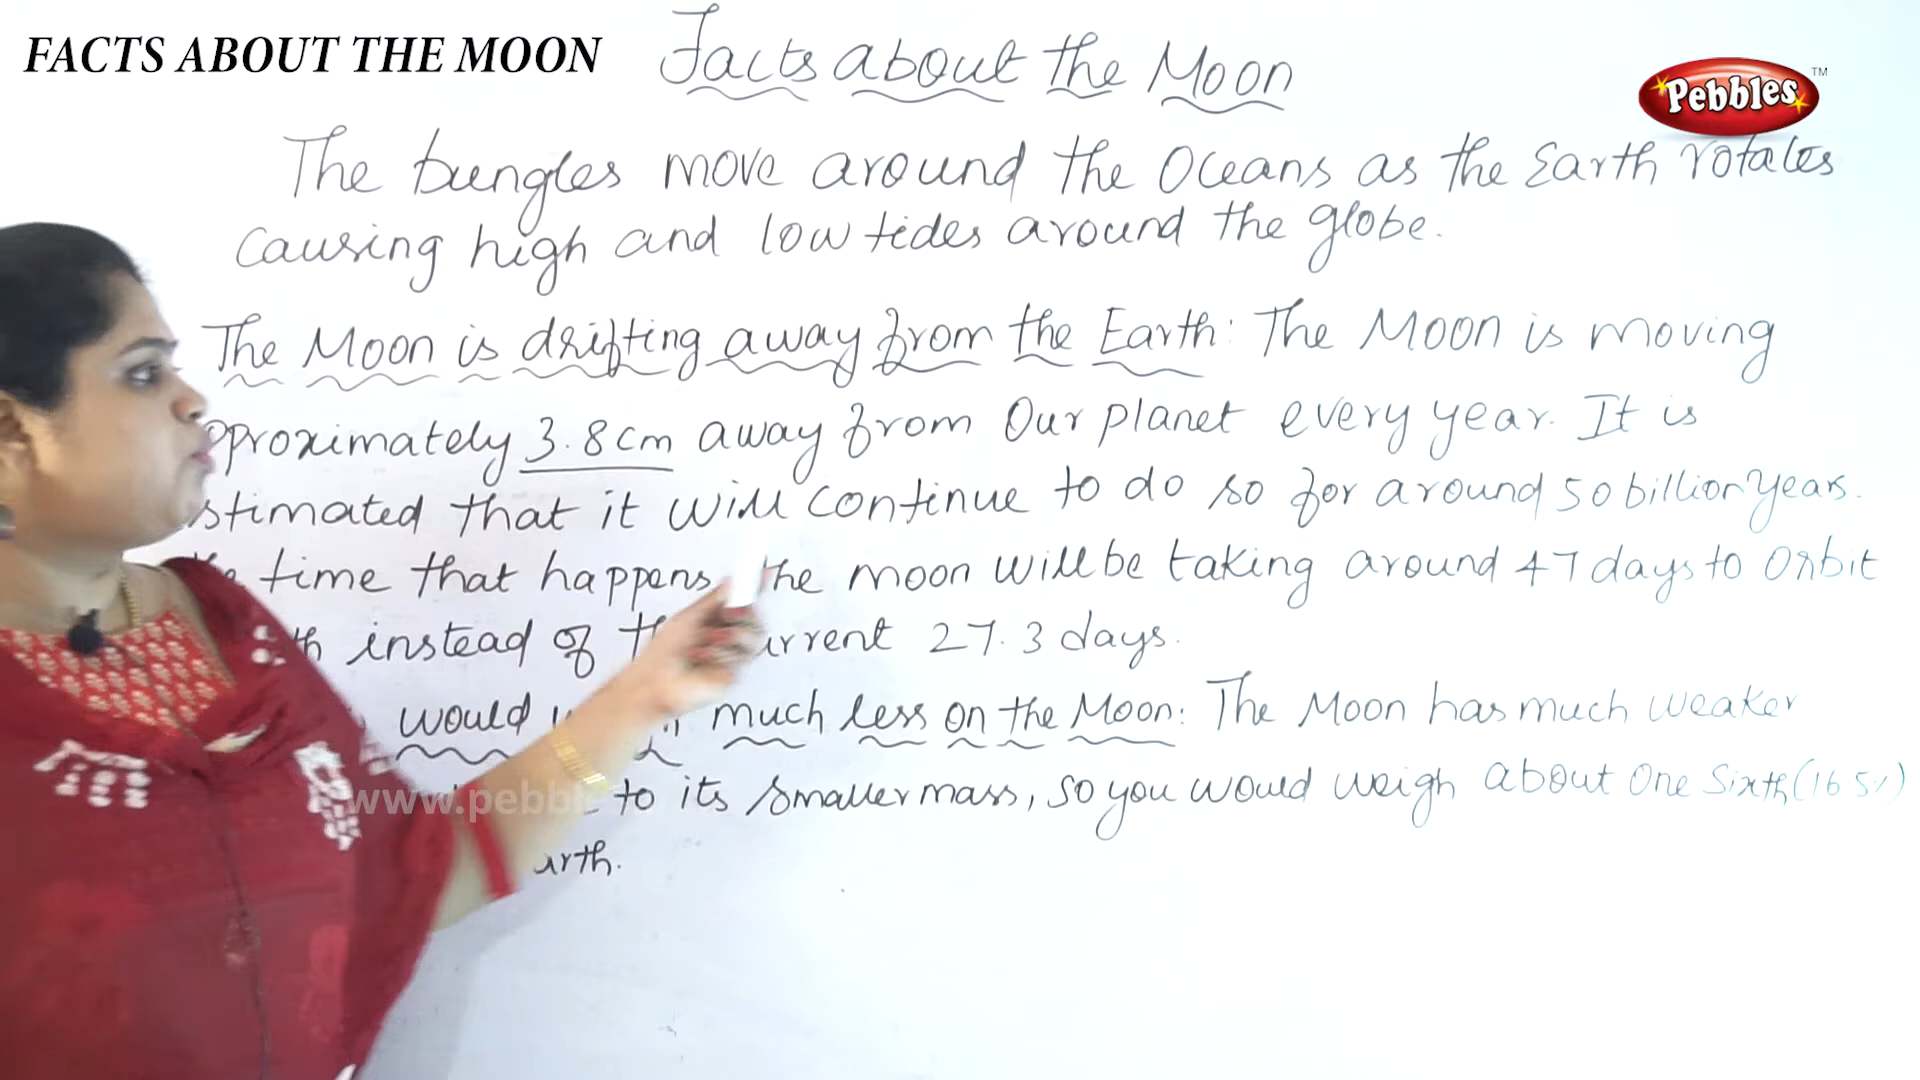 FACTS ABOUT THE MOON
Facts about the Moon
Pebbles TM
The bungles move around the Oceans as the Earth rotates
causing high and low tides around the globe.
The Moon is drifting away from the Earth: The Moon is moving
pproximately 3.8 cm away from Our planet every year. It is
stimated that it will continue to do so for around 50 billion years.
time that happens the moon will be taking around 47 days to Orbit
th instead of urrent 27.3 days.
would much less on the Moon: The Moon has much weaker
to its smaller mass, so you would weigh about One Sixth (16 5%)
arth.
www.pebbl